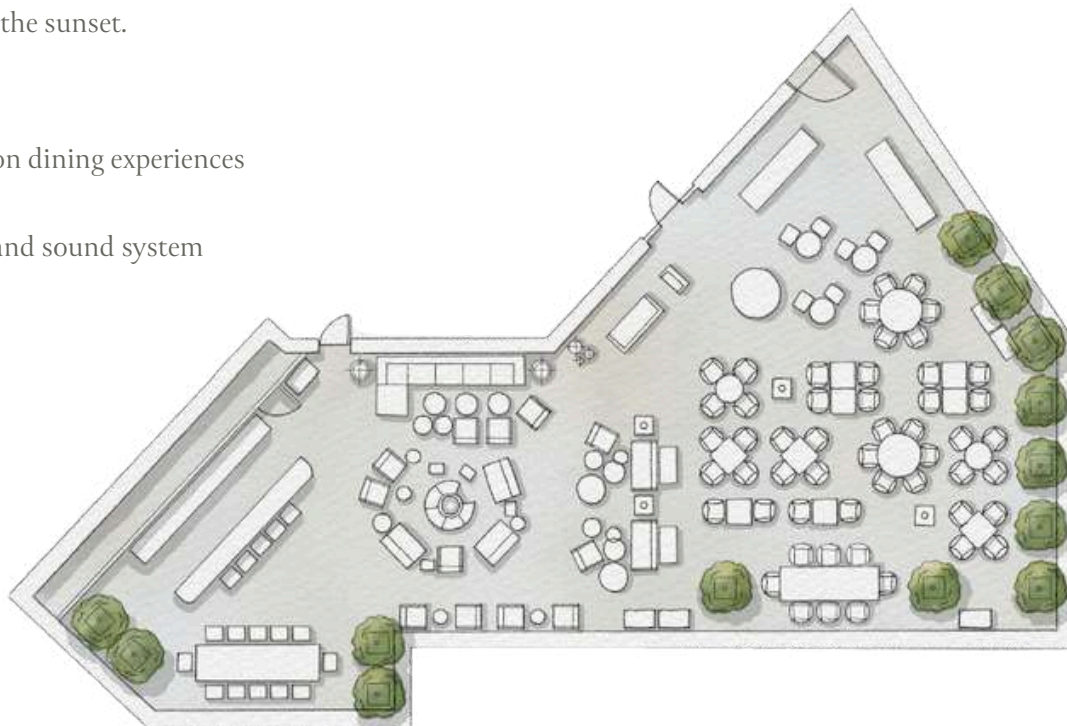 the sunset.
on dining experiences
and sound system